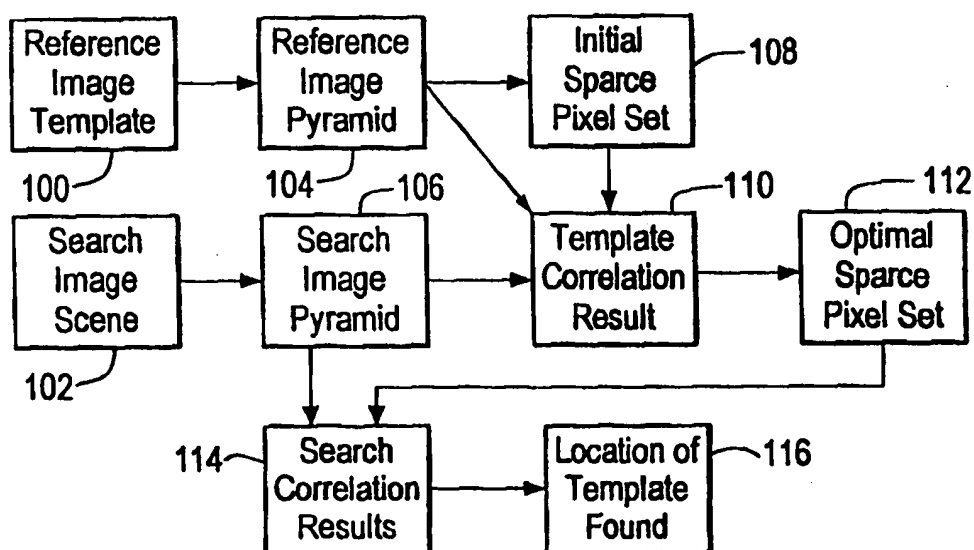 Reference
Image
Template
100
Reference
Image
Pyramid
104
Initial
Sparce
Pixel Set
108
Search
Image
Scene
102
Search
Image
Pyramid
106
Template
Correlation
Result
110
Optimal
Sparce
Pixel Set
112
114
Search
Correlation
Results
Location of
Template
Found
116